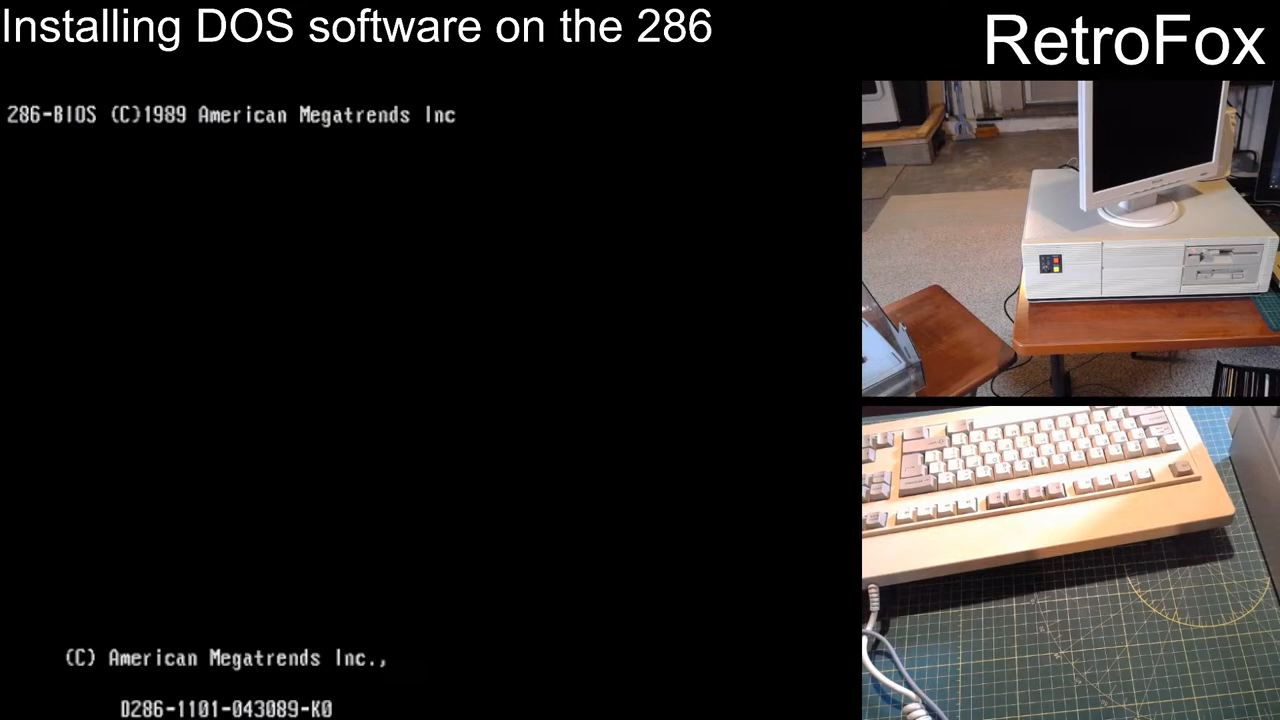 Installing DOS software on the 286
RetroFox
286-BIOS (C)1989 American Megatrends Inc
(C) American Megatrends Inc.,
D286-1101-043089-K0